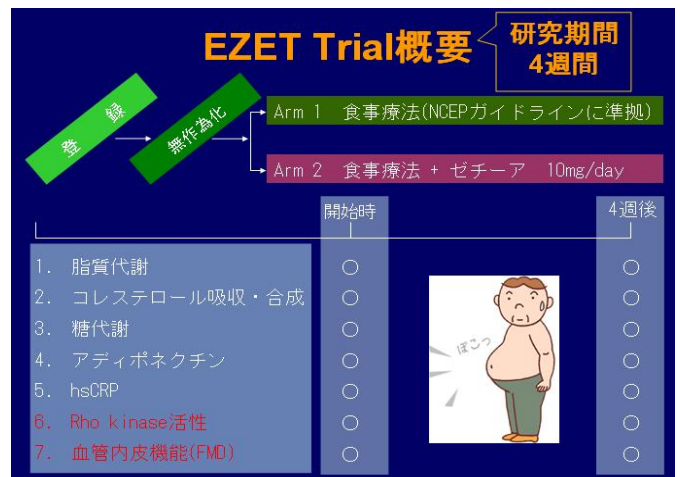 EZET Trial概要
研究期間
4週間
登 録
無作為化
Arm 1 食事療法(NCEPガイドラインに準拠)
Arm 2 食事療法 + ゼチーア 10mg/day
開始時 4週後
1. 脂質代謝 ○ ○
2. コレステロール吸収・合成 ○ ○
3. 糖代謝 ○ ○
4. アディポネクチン ○ ○
5. hsCRP ○ ○
6. Rho kinase活性 ○ ○
7. 血管内皮機能(FMD) ○ ○
ぽこっ